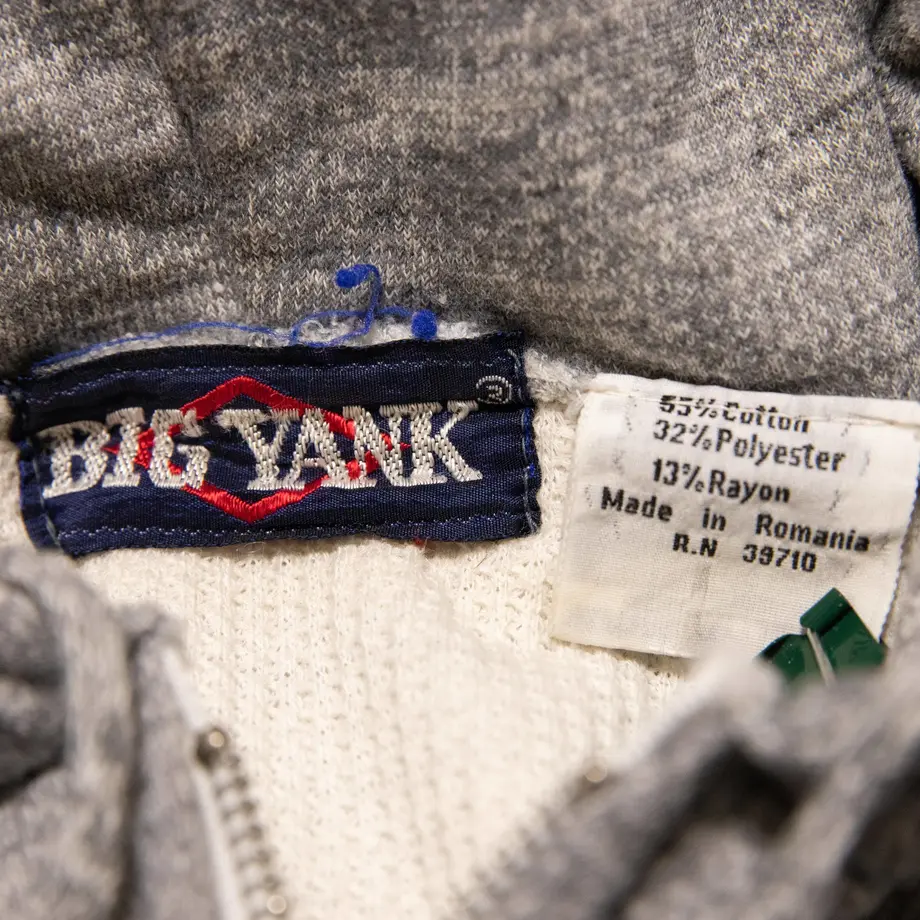 BIG YANK ®
55% Cotton
32% Polyester
13% Rayon
Made in Romania
R.N 39710